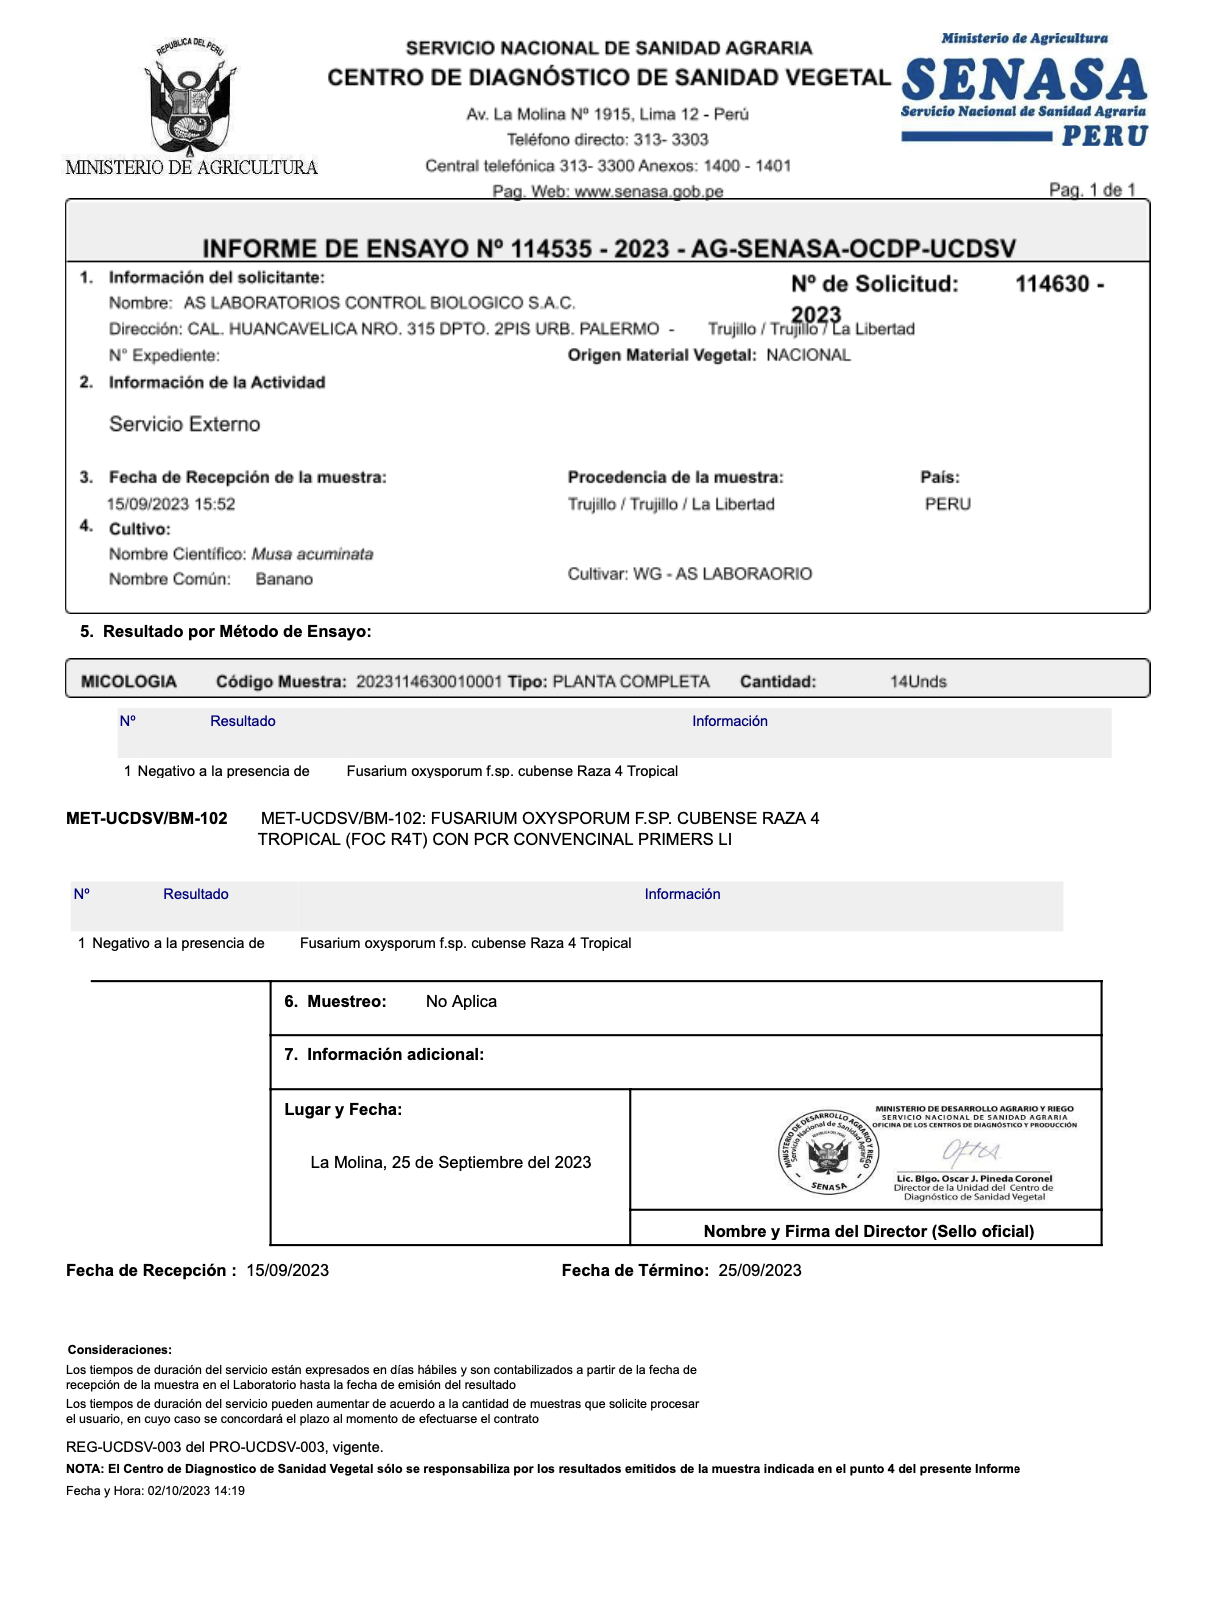 REPUBLICA DEL PERU
MINISTERIO DE AGRICULTURA
SERVICIO NACIONAL DE SANIDAD AGRARIA
CENTRO DE DIAGNÓSTICO DE SANIDAD VEGETAL
Av. La Molina Nº 1915, Lima 12 - Perú
Teléfono directo: 313- 3303
Central telefónica 313- 3300 Anexos: 1400 - 1401
Pag. Web: www.senasa.gob.pe
Ministerio de Agricultura
SENASA
Servicio Nacional de Sanidad Agraria
PERU
Pag. 1 de 1
INFORME DE ENSAYO Nº 114535 - 2023 - AG-SENASA-OCDP-UCDSV
1. Información del solicitante:
Nº de Solicitud: 114630 -
2023
Nombre: AS LABORATORIOS CONTROL BIOLOGICO S.A.C.
Dirección: CAL. HUANCAVELICA NRO. 315 DPTO. 2PIS URB. PALERMO - Trujillo / Trujillo / La Libertad
N° Expediente: Origen Material Vegetal: NACIONAL
2. Información de la Actividad
Servicio Externo
3. Fecha de Recepción de la muestra: Procedencia de la muestra: País:
15/09/2023 15:52 Trujillo / Trujillo / La Libertad PERU
4. Cultivo:
Nombre Científico: Musa acuminata
Nombre Común: Banano Cultivar: WG - AS LABORAORIO
5. Resultado por Método de Ensayo:
MICOLOGIA Código Muestra: 2023114630010001 Tipo: PLANTA COMPLETA Cantidad: 14Unds
Nº Resultado Información
1 Negativo a la presencia de Fusarium oxysporum f.sp. cubense Raza 4 Tropical
MET-UCDSV/BM-102 MET-UCDSV/BM-102: FUSARIUM OXYSPORUM F.SP. CUBENSE RAZA 4
TROPICAL (FOC R4T) CON PCR CONVENCINAL PRIMERS LI
Nº Resultado Información
1 Negativo a la presencia de Fusarium oxysporum f.sp. cubense Raza 4 Tropical
6. Muestreo: No Aplica
7. Información adicional:
Lugar y Fecha:
La Molina, 25 de Septiembre del 2023
MINISTERIO DE DESARROLLO AGRARIO Y RIEGO
Servicio Nacional de Sanidad Agraria
SENASA
MINISTERIO DE DESARROLLO AGRARIO Y RIEGO
SERVICIO NACIONAL DE SANIDAD AGRARIA
OFICINA DE LOS CENTROS DE DIAGNÓSTICO Y PRODUCCIÓN
Lic. Blgo. Oscar J. Pineda Coronel
Director de la Unidad del Centro de
Diagnóstico de Sanidad Vegetal
Nombre y Firma del Director (Sello oficial)
Fecha de Recepción : 15/09/2023 Fecha de Término: 25/09/2023
Consideraciones:
Los tiempos de duración del servicio están expresados en días hábiles y son contabilizados a partir de la fecha de
recepción de la muestra en el Laboratorio hasta la fecha de emisión del resultado
Los tiempos de duración del servicio pueden aumentar de acuerdo a la cantidad de muestras que solicite procesar
el usuario, en cuyo caso se concordará el plazo al momento de efectuarse el contrato
REG-UCDSV-003 del PRO-UCDSV-003, vigente.
NOTA: El Centro de Diagnostico de Sanidad Vegetal sólo se responsabiliza por los resultados emitidos de la muestra indicada en el punto 4 del presente Informe
Fecha y Hora: 02/10/2023 14:19